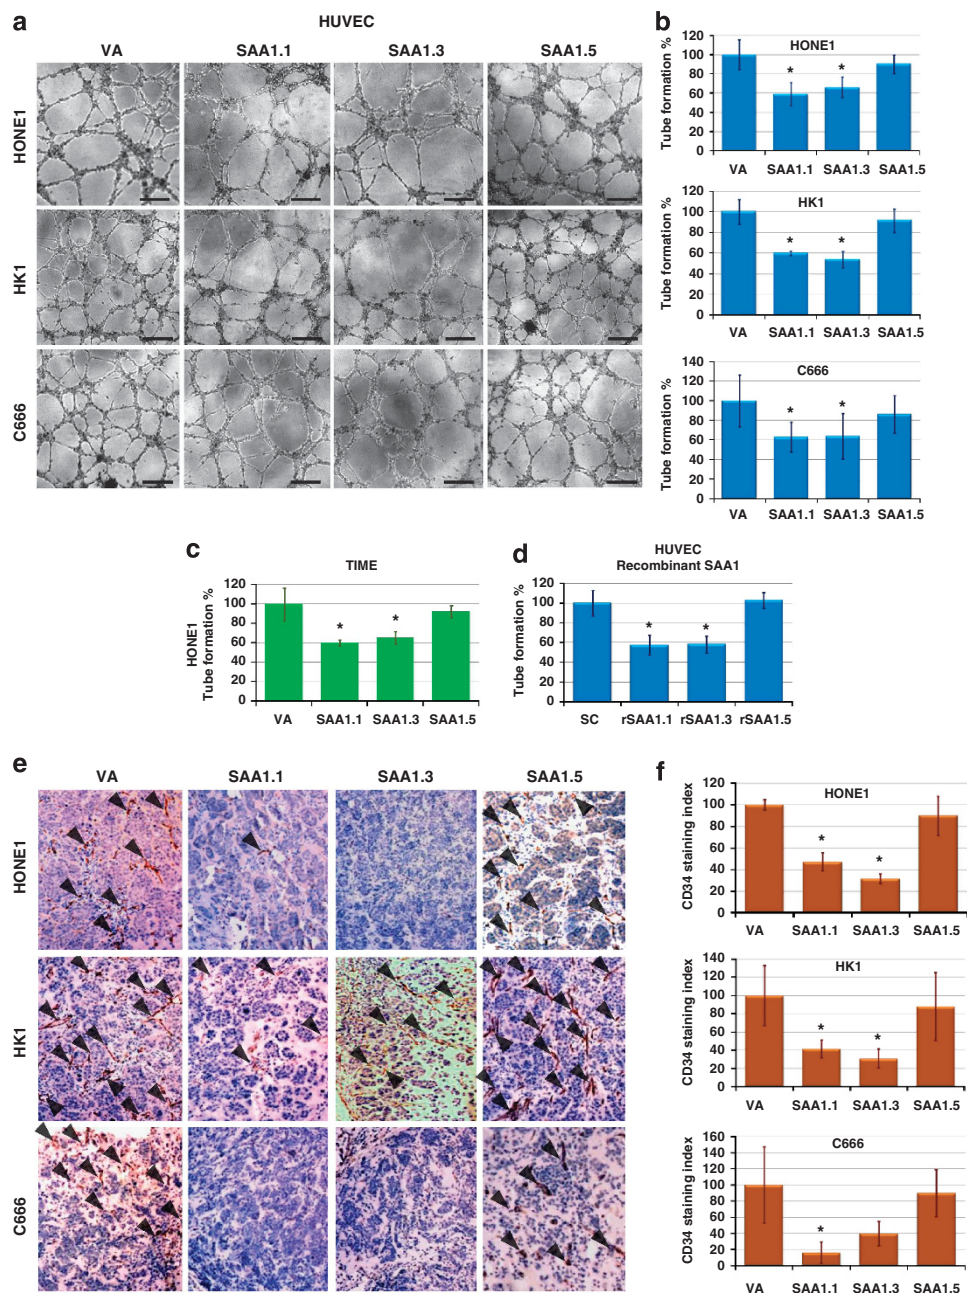 a
HUVEC
VA SAA1.1 SAA1.3 SAA1.5
HONE1
HK1
C666
b
HONE1
Tube formation %
120
100
80
60
40
20
0
* *
VA SAA1.1 SAA1.3 SAA1.5
HK1
Tube formation %
120
100
80
60
40
20
0
* *
VA SAA1.1 SAA1.3 SAA1.5
C666
Tube formation %
140
120
100
80
60
40
20
0
* *
VA SAA1.1 SAA1.3 SAA1.5
c
TIME
HONE1
Tube formation %
120
100
80
60
40
20
0
* *
VA SAA1.1 SAA1.3 SAA1.5
d
HUVEC
Recombinant SAA1
Tube formation %
120
100
80
60
40
20
0
* *
SC rSAA1.1 rSAA1.3 rSAA1.5
e
VA SAA1.1 SAA1.3 SAA1.5
HONE1
HK1
C666
f
HONE1
CD34 staining index
120
100
80
60
40
20
0
* *
VA SAA1.1 SAA1.3 SAA1.5
HK1
CD34 staining index
140
120
100
80
60
40
20
0
* *
VA SAA1.1 SAA1.3 SAA1.5
C666
CD34 staining index
160
140
120
100
80
60
40
20
0
*
VA SAA1.1 SAA1.3 SAA1.5